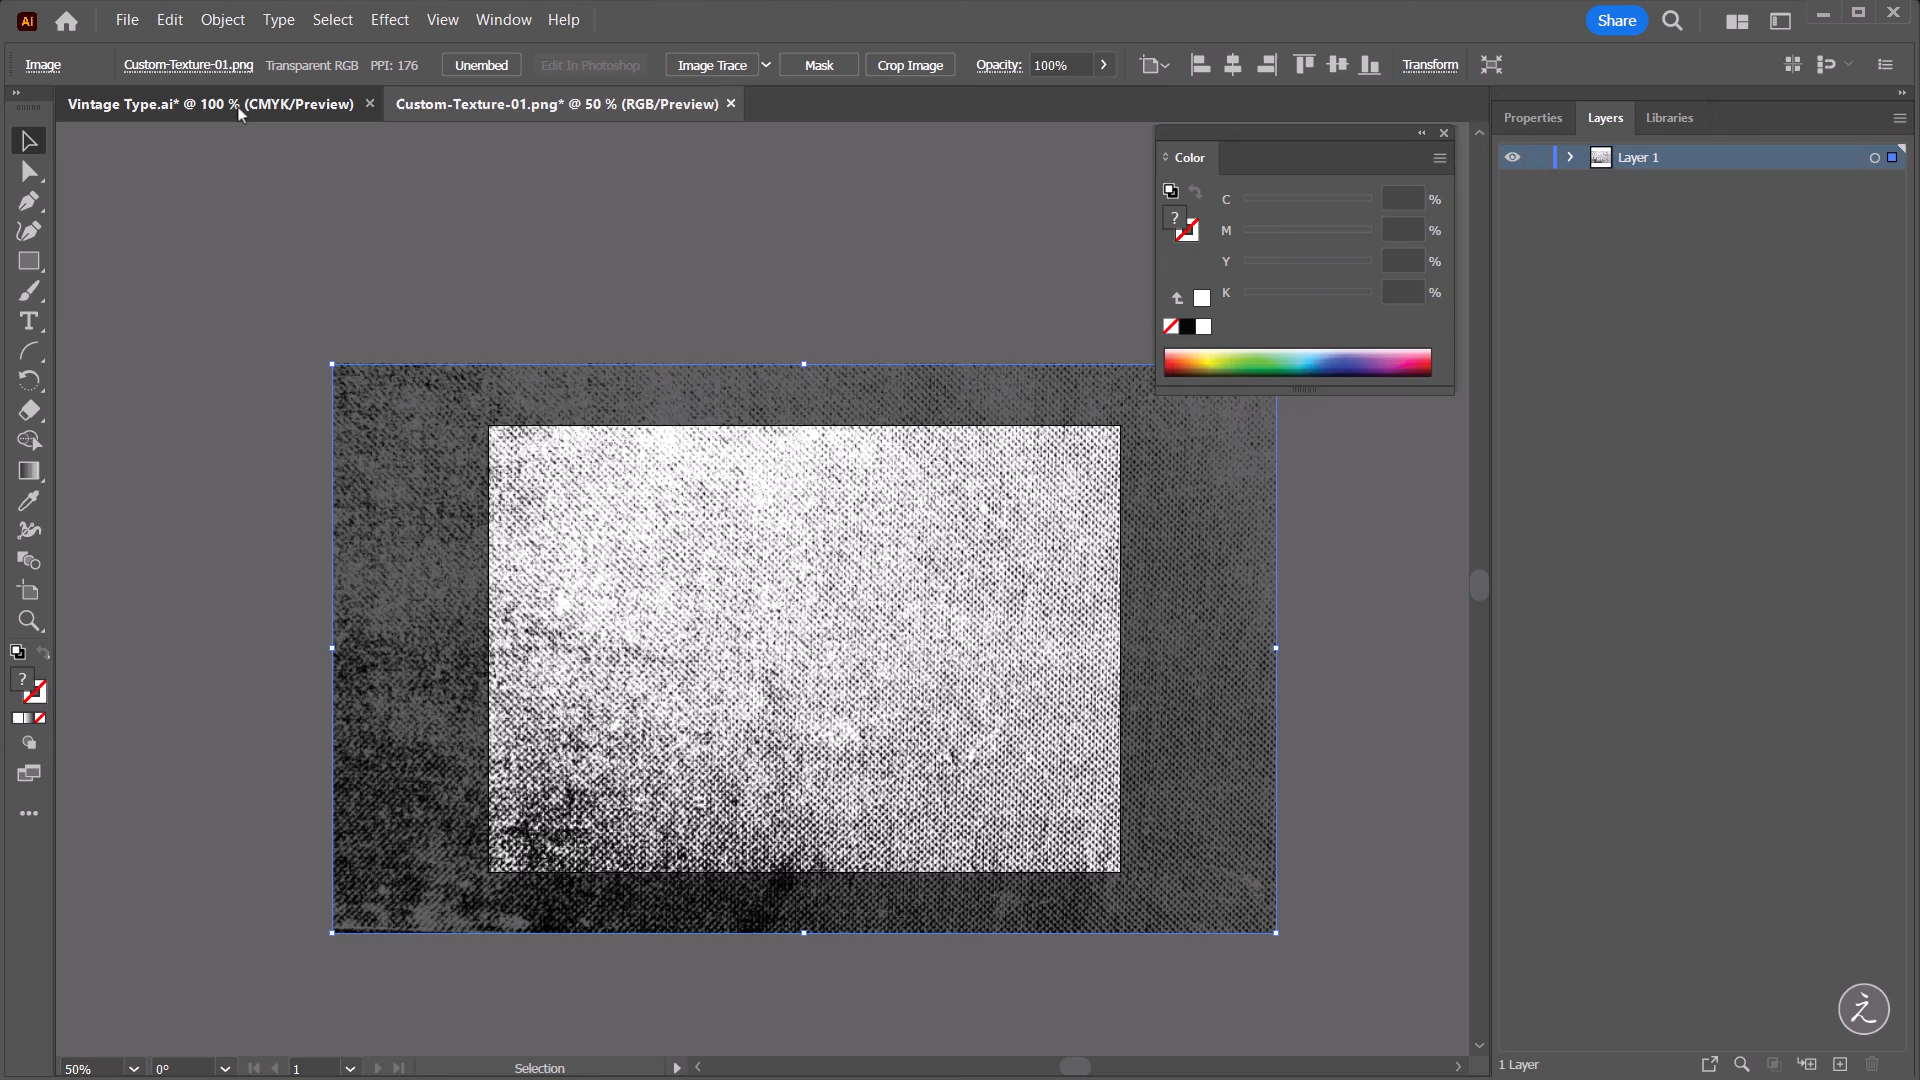 Ai File Edit Object Type Select Effect View Window Help Share
Image Custom-Texture-01.png Transparent RGB PPI: 176 Unembed Edit In Photoshop Image Trace Mask Crop Image Opacity: 100% Transform
Vintage Type.ai* @ 100 % (CMYK/Preview) Custom-Texture-01.png* @ 50 % (RGB/Preview)
Properties Layers Libraries
Color
Layer 1
C %
M %
Y %
K %
?
T
?
え
50% 0° 1 Selection
1 Layer